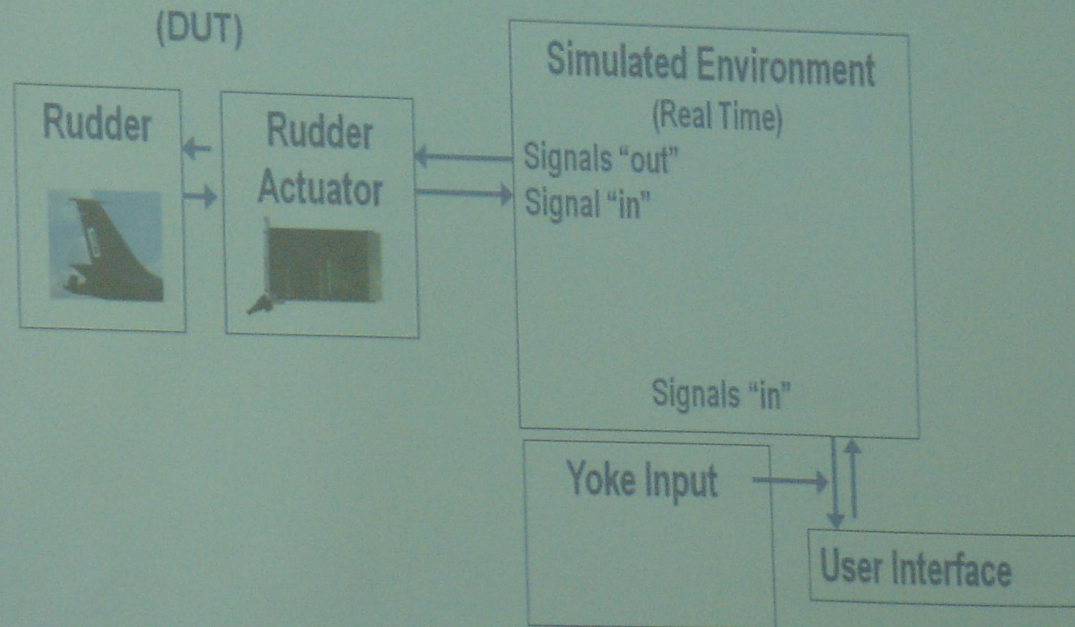 (DUT)
Rudder
Rudder
Actuator
Simulated Environment
(Real Time)
Signals “out”
Signal “in”
Signals “in”
Yoke Input
User Interface